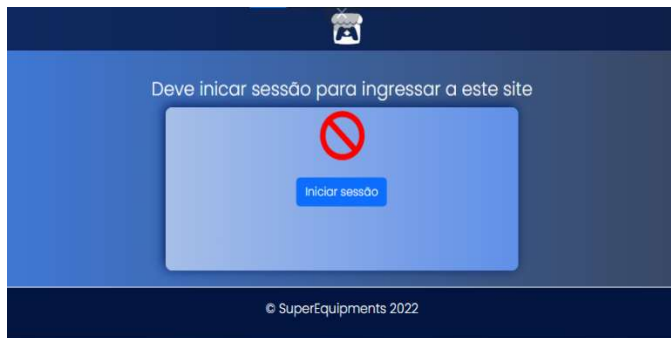 Deve inicar sessão para ingressar a este site
Iniciar sessão
© SuperEquipments 2022